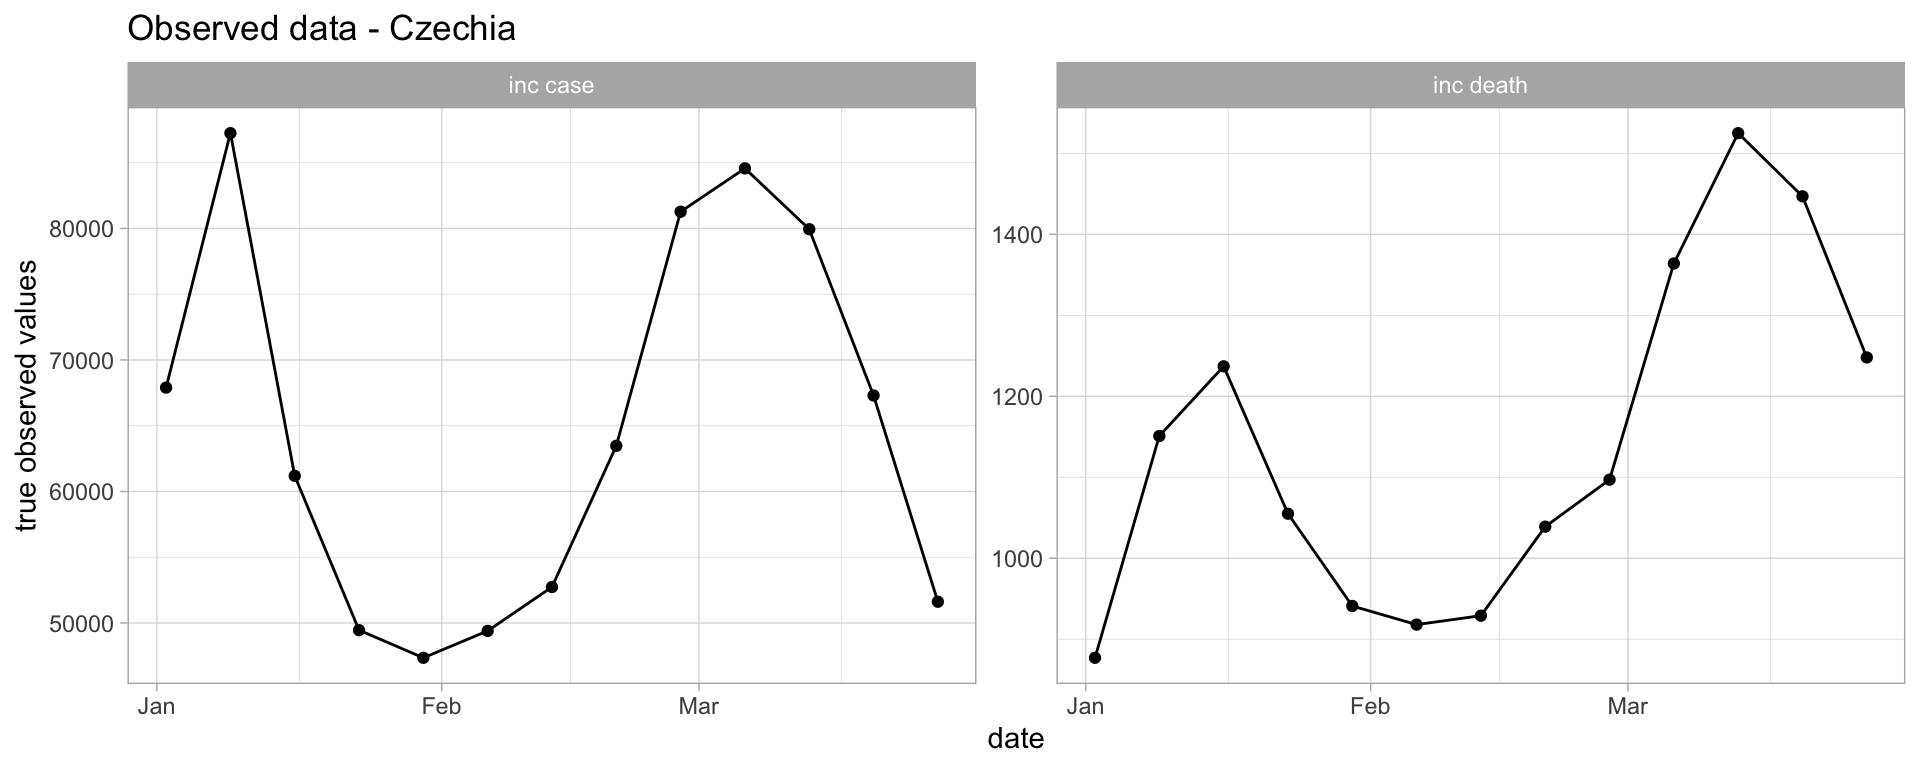 Observed data - Czechia
inc case
inc death
true observed values
80000
70000
60000
50000
1400
1200
1000
Jan
Feb
Mar
Jan
Feb
Mar
date